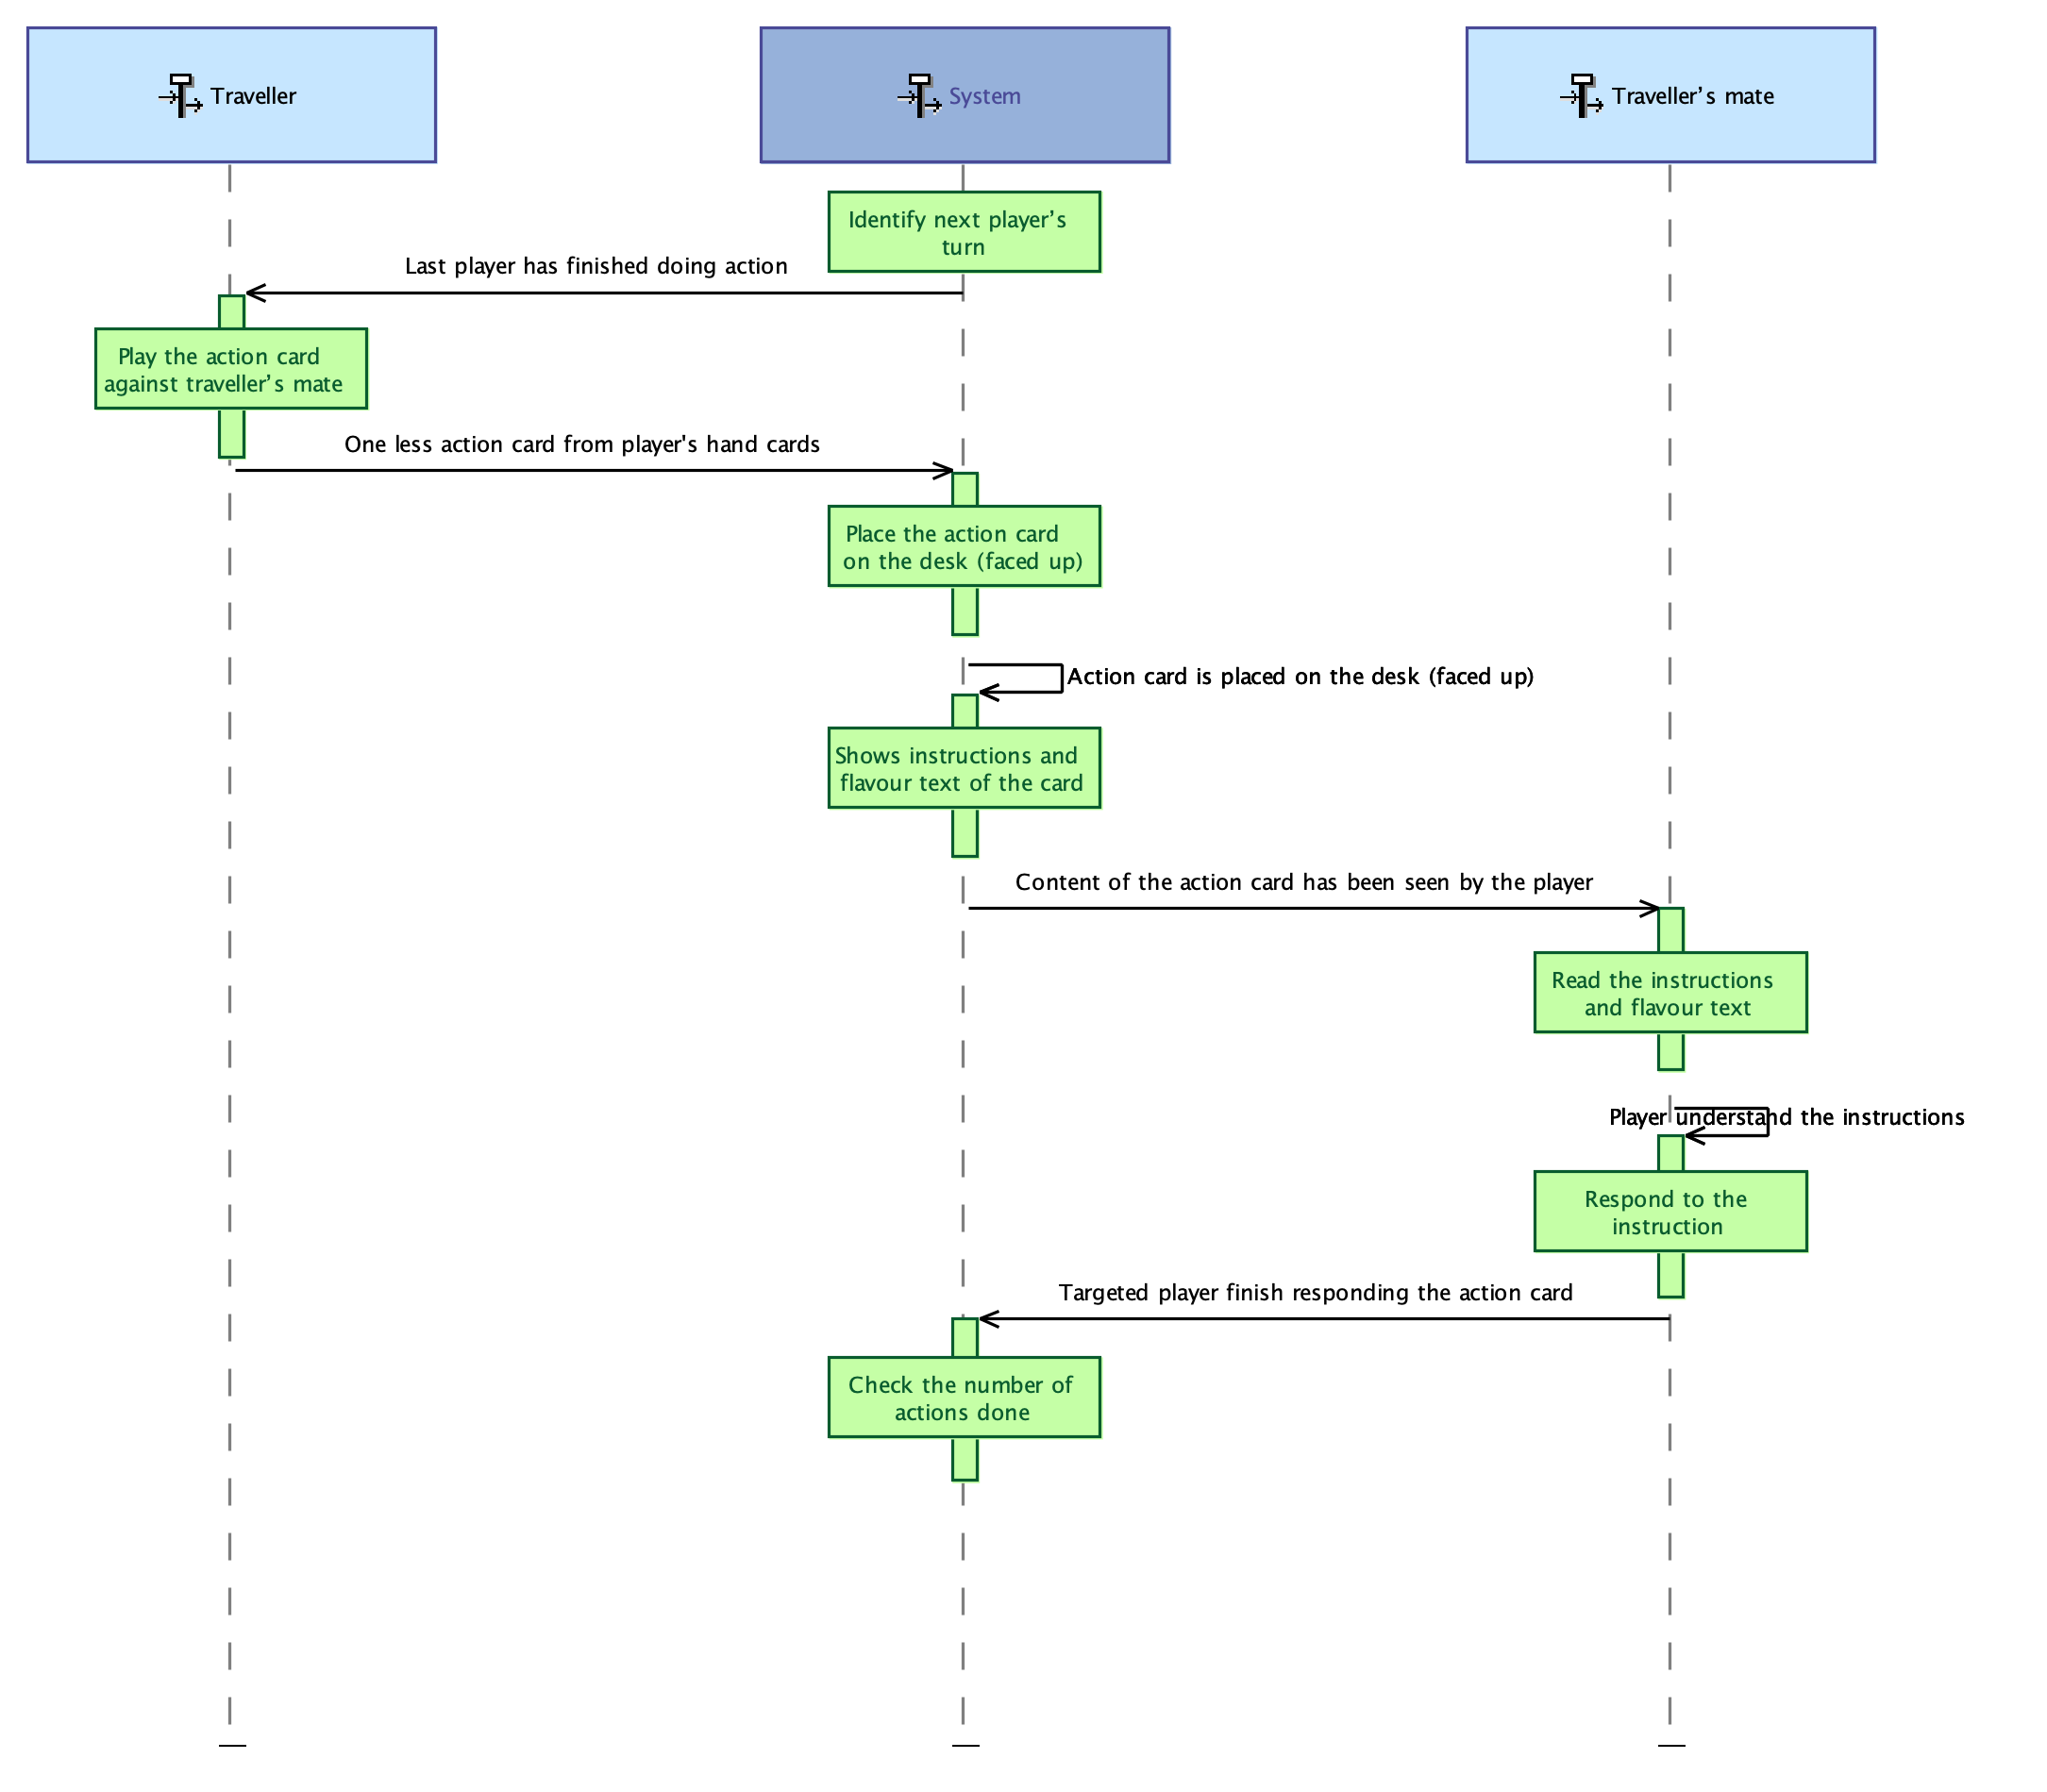 Traveller
System
Traveller’s mate
Identify next player’s
turn
Last player has finished doing action
Play the action card
against traveller’s mate
One less action card from player's hand cards
Place the action card
on the desk (faced up)
Action card is placed on the desk (faced up)
Shows instructions and
flavour text of the card
Content of the action card has been seen by the player
Read the instructions
and flavour text
Player understand the instructions
Respond to the
instruction
Targeted player finish responding the action card
Check the number of
actions done